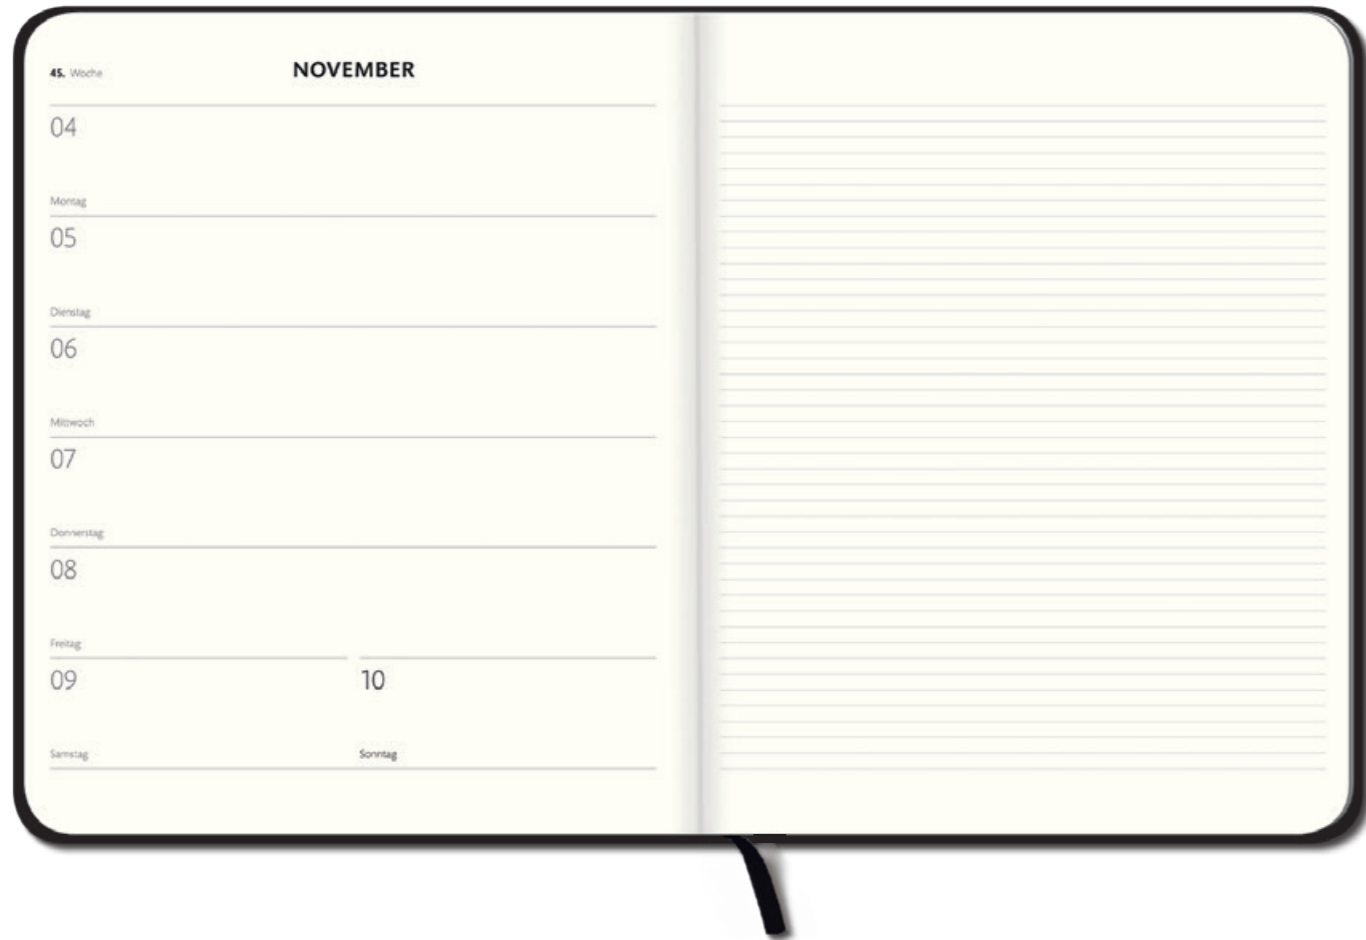 45. Woche
NOVEMBER
04
Montag
05
Dienstag
06
Mittwoch
07
Donnerstag
08
Freitag
09
10
Samstag
Sonntag